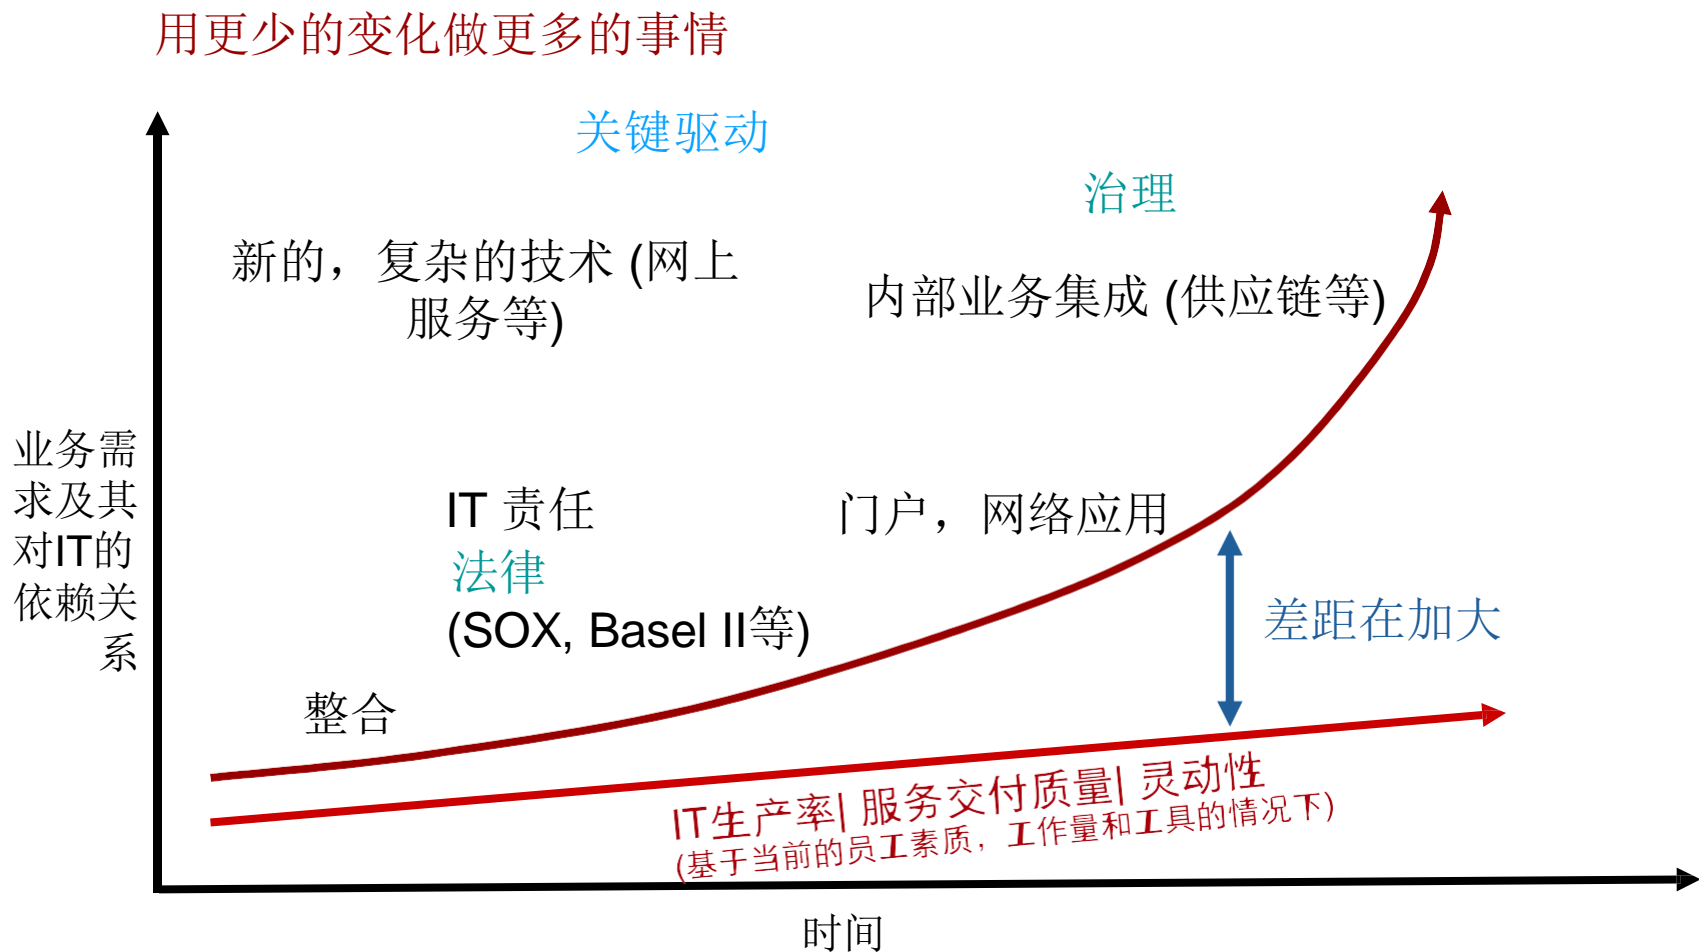 用更少的变化做更多的事情
关键驱动
治理
新的，复杂的技术 (网上
服务等)
内部业务集成 (供应链等)
业务需
求及其
对IT的
依赖关
系
IT 责任
法律
(SOX, Basel II等)
门户，网络应用
差距在加大
整合
IT生产率| 服务交付质量| 灵动性
(基于当前的员工素质，工作量和工具的情况下)
时间